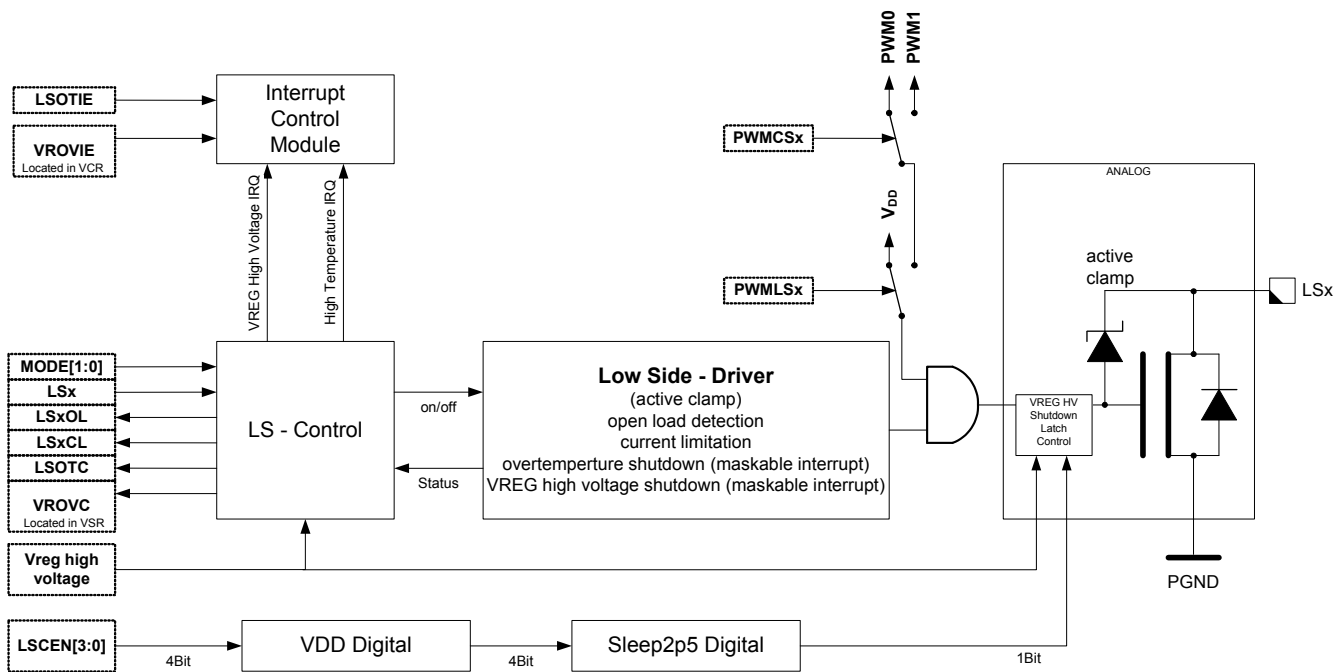 PWM0
PWM1
LSOTIE
VROVIE
Located in VCR
Interrupt
Control
Module
PWMCSx
ANALOG
VREG High Voltage IRQ
High Temperature IRQ
VDD
active
clamp
PWMLSx
LSx
MODE[1:0]
LSx
LSxOL
LSxCL
LSOTC
VROVC
Located in VSR
LS - Control
on/off
Status
Low Side - Driver
(active clamp)
open load detection
current limitation
overtemperture shutdown (maskable interrupt)
VREG high voltage shutdown (maskable interrupt)
VREG HV
Shutdown
Latch
Control
Vreg high
voltage
PGND
LSCEN[3:0]
4Bit
VDD Digital
4Bit
Sleep2p5 Digital
1Bit